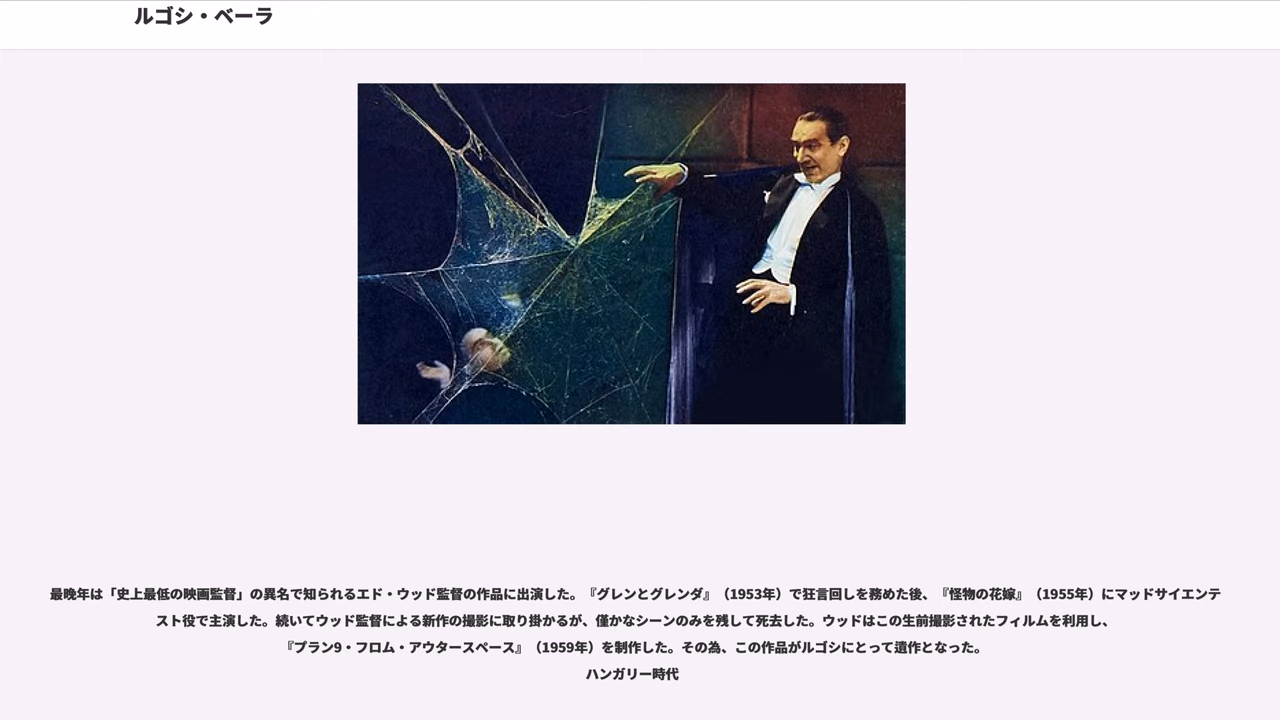 ルゴシ・ベーラ
最晩年は「史上最低の映画監督」の異名で知られるエド・ウッド監督の作品に出演した。『グレンとグレンダ』（1953年）で狂言回しを務めた後、『怪物の花嫁』（1955年）にマッドサイエンテ
スト役で主演した。続いてウッド監督による新作の撮影に取り掛かるが、僅かなシーンのみを残して死去した。ウッドはこの生前撮影されたフィルムを利用し、
『プラン9・フロム・アウタースペース』（1959年）を制作した。その為、この作品がルゴシにとって遺作となった。
ハンガリー時代